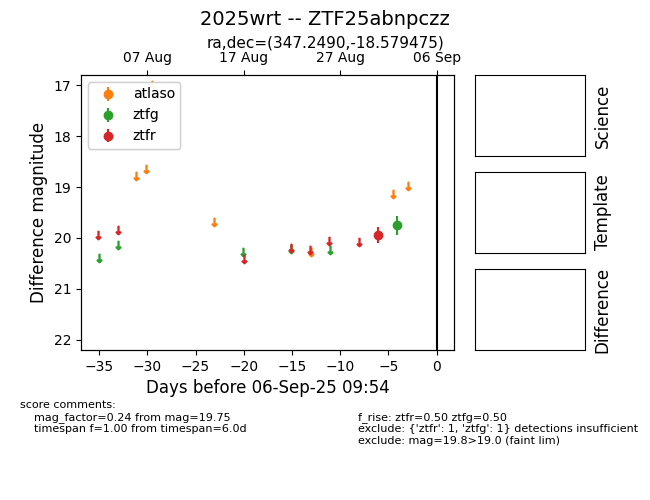 2025wrt -- ZTF25abnpczz
ra,dec=(347.2490,-18.579475)
07 Aug 17 Aug 27 Aug 06 Sep
atlaso
ztfg
ztfr
17
18
19
20
21
22
Difference magnitude
−35 −30 −25 −20 −15 −10 −5 0
Days before 06-Sep-25 09:54
Science
Template
Difference
score comments:
mag_factor=0.24 from mag=19.75
timespan f=1.00 from timespan=6.0d
f_rise: ztfr=0.50 ztfg=0.50
exclude: {'ztfr': 1, 'ztfg': 1} detections insufficient
exclude: mag=19.8>19.0 (faint lim)